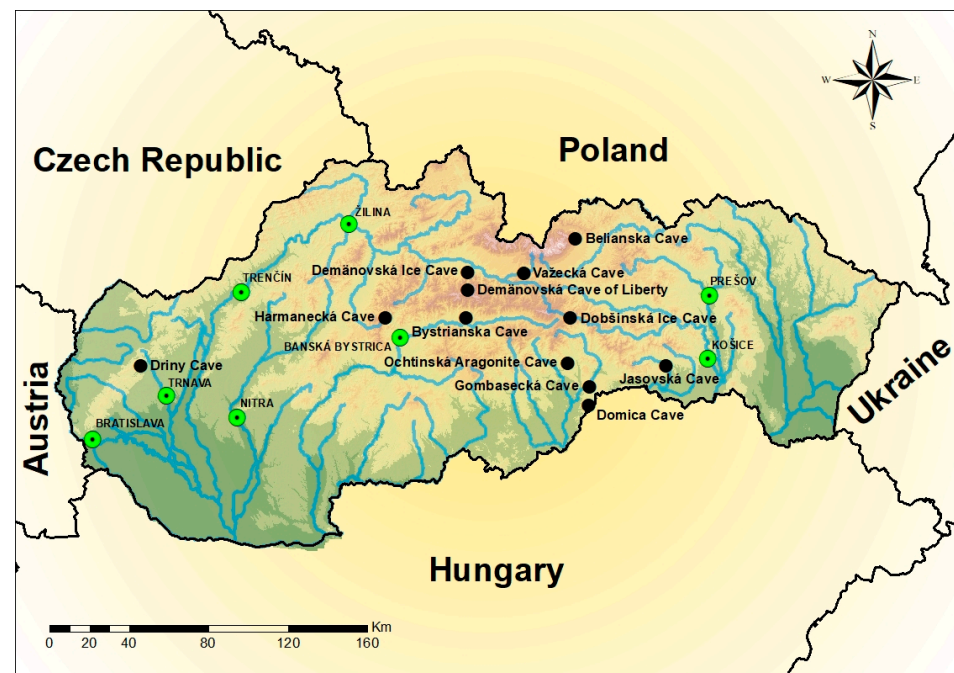 N
W E
S
Czech Republic
Poland
ŽILINA
Belianska Cave
Demänovská Ice Cave
Važecká Cave
TRENČÍN
Demänovská Cave of Liberty
PREŠOV
Harmanecká Cave
Dobšinská Ice Cave
Bystrianska Cave
BANSKÁ BYSTRICA
KOŠICE
Driny Cave
Ochtinská Aragonite Cave
Jasovská Cave
TRNAVA
Gombasecká Cave
Austria
Ukraine
NITRA
Domica Cave
BRATISLAVA
Hungary
Km
0 20 40 80 120 160